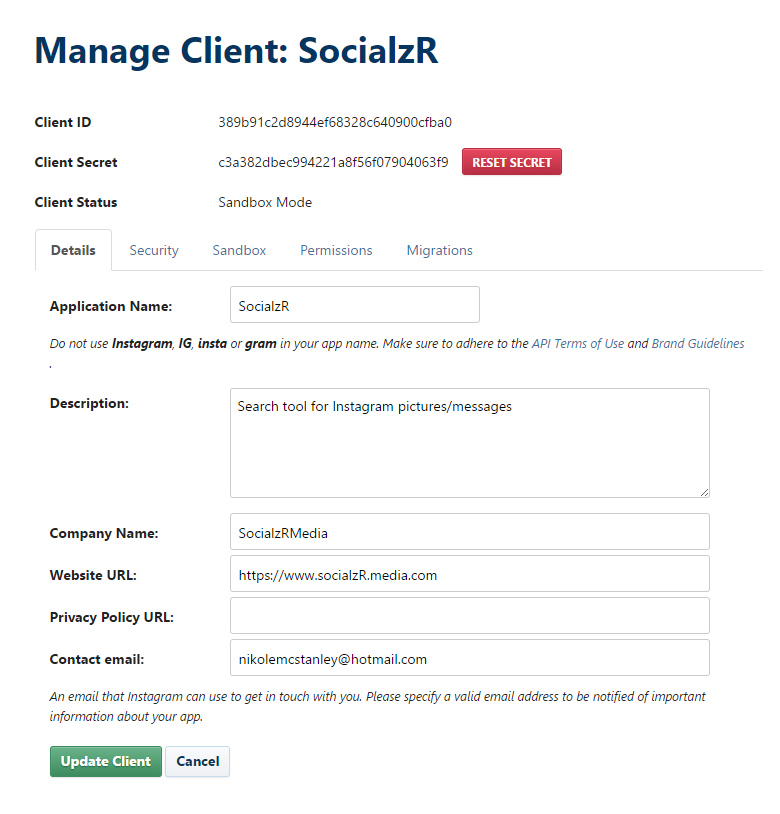 Manage Client: SocialzR
Client ID 389b91c2d8944ef68328c640900cfba0
Client Secret c3a382dbec994221a8f56f07904063f9 RESET SECRET
Client Status Sandbox Mode
Details Security Sandbox Permissions Migrations
Application Name: SocialzR
Do not use Instagram, IG, insta or gram in your app name. Make sure to adhere to the API Terms of Use and Brand Guidelines
.
Description: Search tool for Instagram pictures/messages
Company Name: SocialzRMedia
Website URL: https://www.socialzR.media.com
Privacy Policy URL:
Contact email: nikolemcstanley@hotmail.com
An email that Instagram can use to get in touch with you. Please specify a valid email address to be notified of important
information about your app.
Update Client Cancel